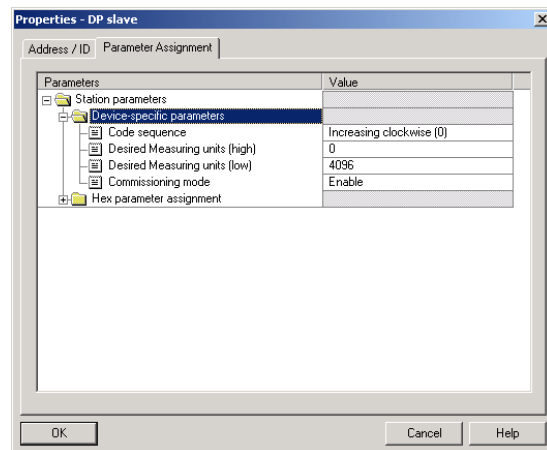 Properties - DP slave
Address / ID Parameter Assignment
Parameters Value
Station parameters
Device-specific parameters
Code sequence Increasing clockwise (0)
Desired Measuring units (high) 0
Desired Measuring units (low) 4096
Commissioning mode Enable
Hex parameter assignment
OK Cancel Help